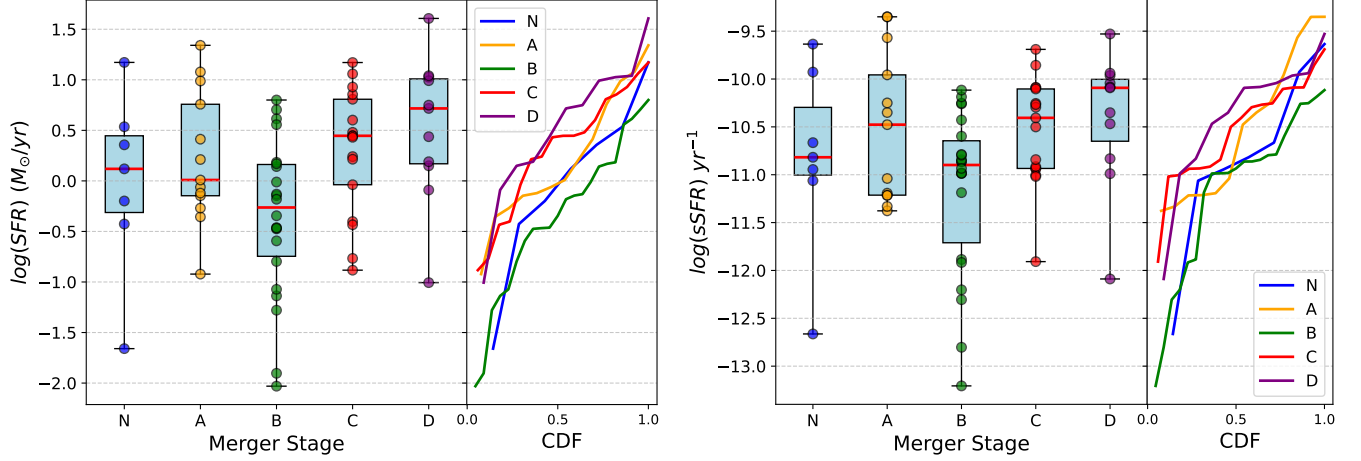 log(SFR) (M⊙/yr)
1.5
1.0
0.5
0.0
−0.5
−1.0
−1.5
−2.0
N
A
B
C
D
Merger Stage
N
A
B
C
D
0.0
0.5
1.0
CDF
log(sSFR) yr⁻¹
−9.5
−10.0
−10.5
−11.0
−11.5
−12.0
−12.5
−13.0
N
A
B
C
D
Merger Stage
N
A
B
C
D
0.0
0.5
1.0
CDF